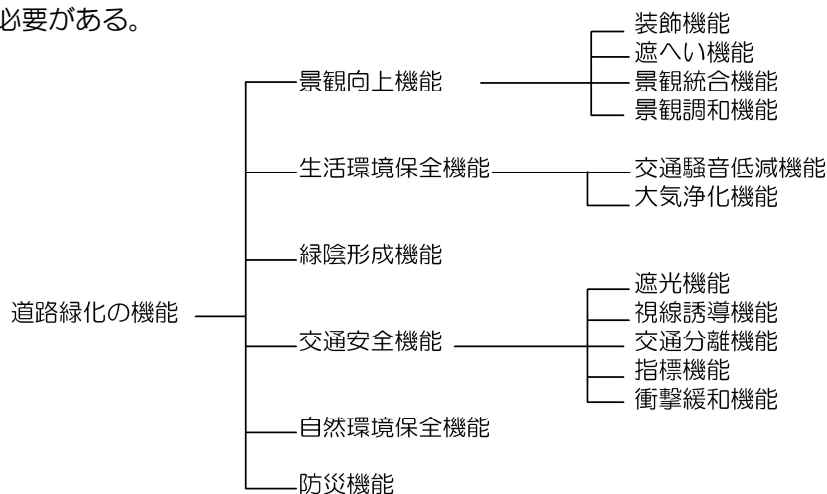 必要がある。
道路緑化の機能
景観向上機能
装飾機能
遮へい機能
景観統合機能
景観調和機能
生活環境保全機能
交通騒音低減機能
大気浄化機能
緑陰形成機能
交通安全機能
遮光機能
視線誘導機能
交通分離機能
指標機能
衝撃緩和機能
自然環境保全機能
防災機能